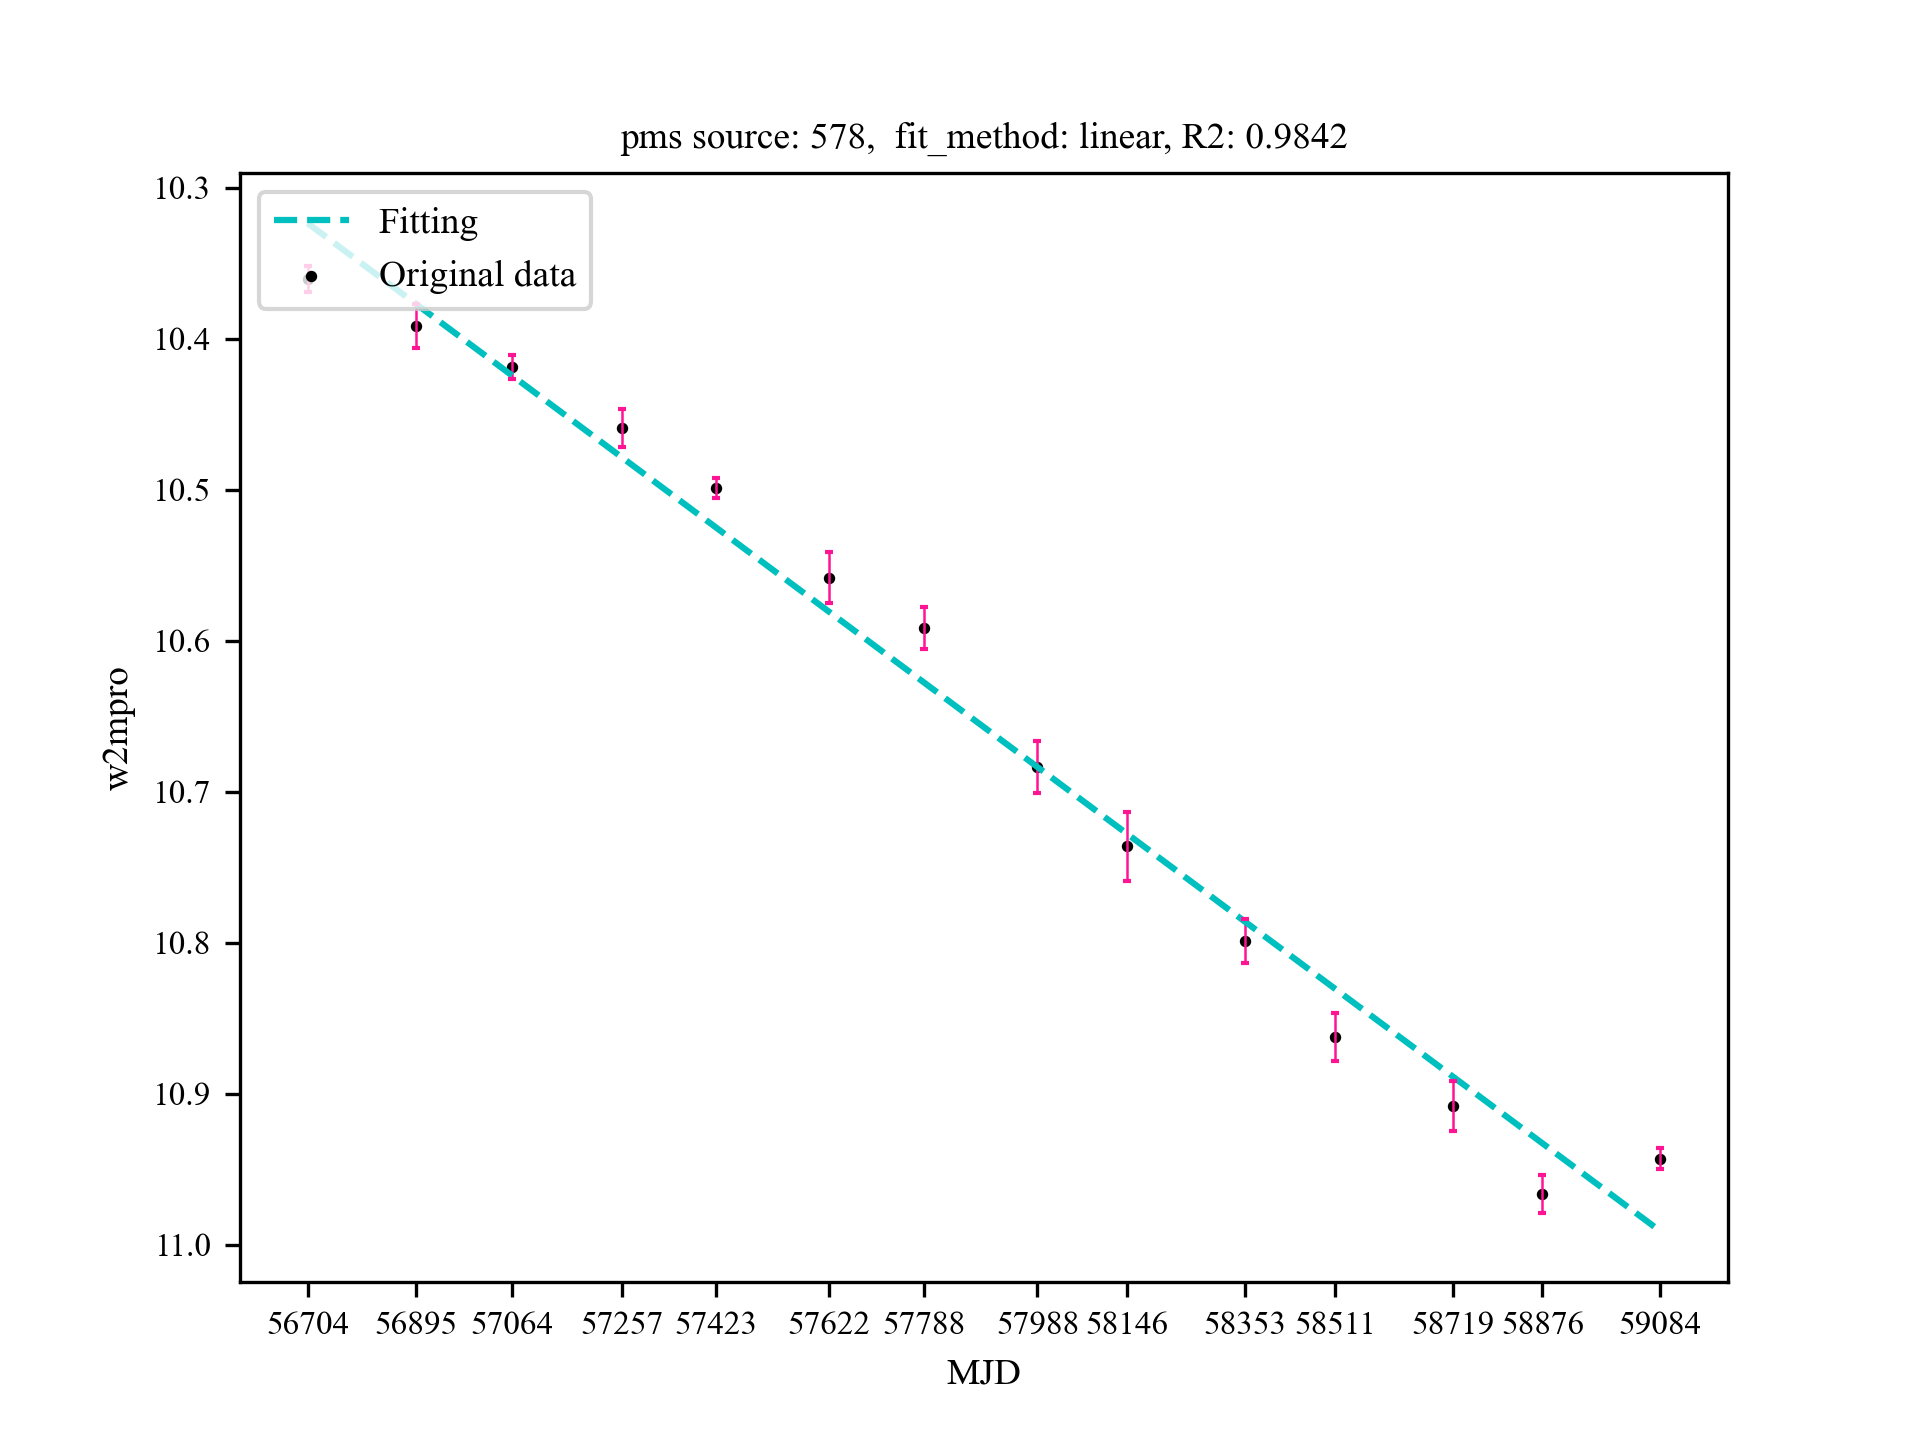 pms source: 578,  fit_method: linear, R2: 0.9842
Fitting
Original data
10.3
10.4
10.5
10.6
10.7
10.8
10.9
11.0
w2mpro
56704 56895 57064 57257 57423 57622 57788 57988 58146 58353 58511 58719 58876 59084
MJD